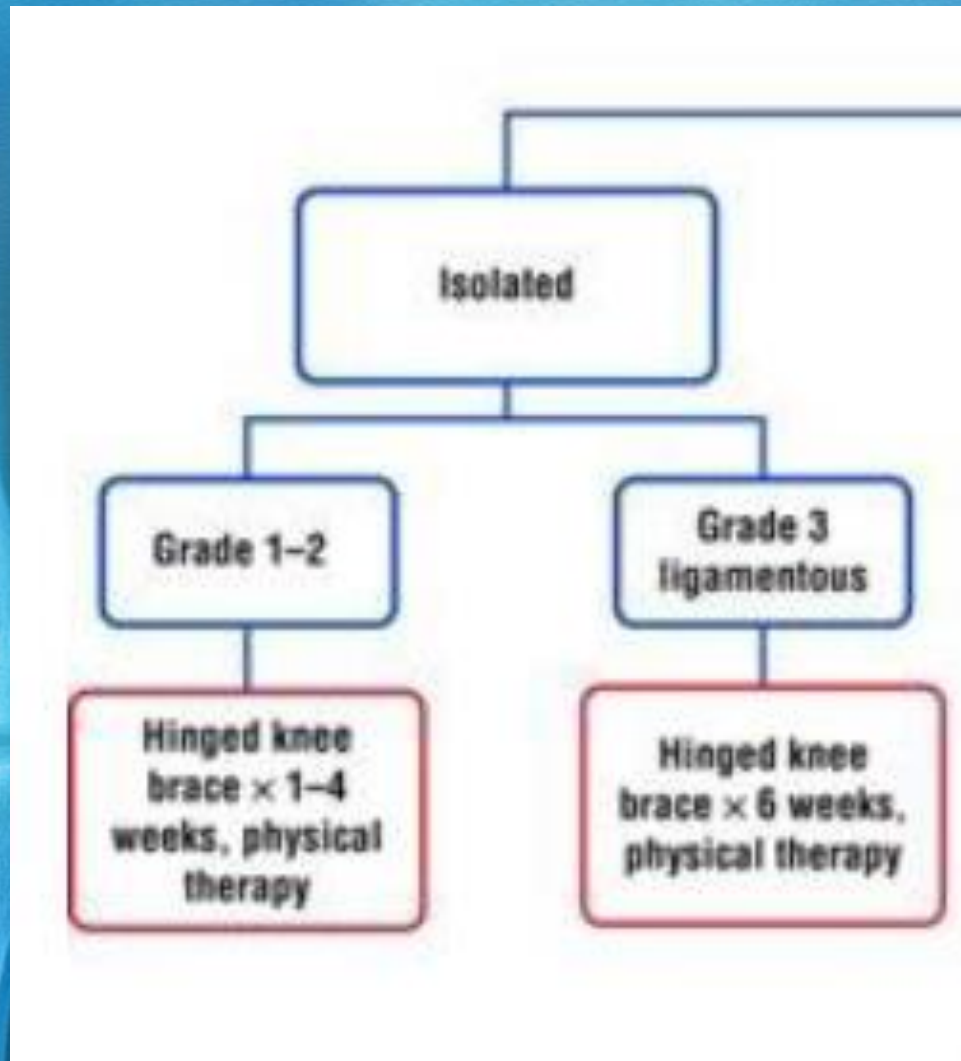 Isolated
Grade 1–2
Grade 3
ligamentous
Hinged knee
brace × 1–4
weeks, physical
therapy
Hinged knee
brace × 6 weeks,
physical therapy